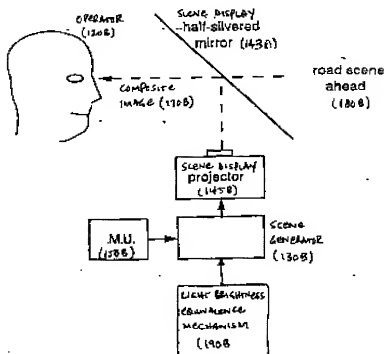 OPERATOR
(120B)
SCENE DISPLAY
half-silvered
mirror (143B)
COMPOSITE
IMAGE (170B)
road scene
ahead
(180B)
SCENE DISPLAY
projector
(145B)
M.U.
(150B)
SCENE
GENERATOR
(130B)
LIGHT BRIGHTNESS
EQUIVALENCE
MECHANISM
(190B